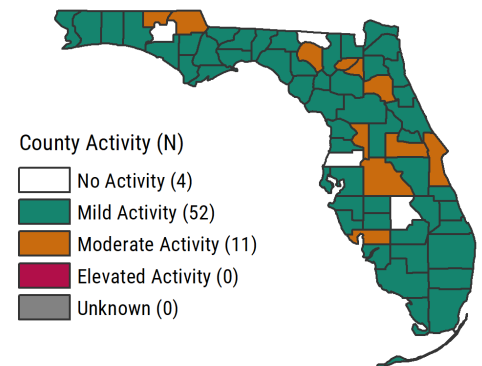 County Activity (N)
No Activity (4)
Mild Activity (52)
Moderate Activity (11)
Elevated Activity (0)
Unknown (0)